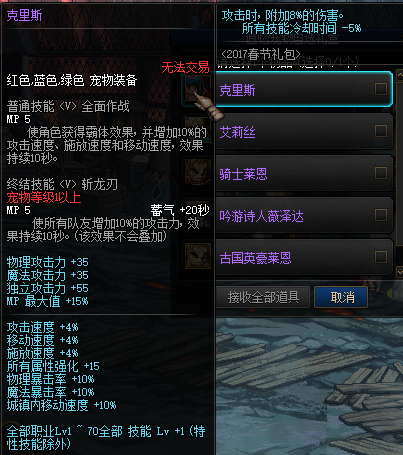 克里斯
无法交易
红色,蓝色,绿色 宠物装备
普通技能 <V> 全面作战
MP 5
使角色获得霸体效果,并增加10%的
攻击速度、施放速度和移动速度,效果
持续10秒。
终结技能 <V> 斩龙刃
宠物等级1以上
MP 5 蓄气 +20秒
使所有队友增加10%的攻击力,效
果持续10秒。(该效果不会叠加)
物理攻击力 +35
魔法攻击力 +35
独立攻击力 +55
MP 最大值 +15%
攻击速度 +4%
移动速度 +4%
施放速度 +4%
所有属性强化 +15
物理暴击率 +10%
魔法暴击率 +10%
城镇内移动速度 +10%
全部职业Lv1 ~ 70全部 技能 Lv +1 (特
性技能除外)
攻击时,附加8%的伤害。
所有技能冷却时间 -5%
<2017春节礼包>
克里斯
艾莉丝
骑士莱恩
吟游诗人薇泽达
古国英豪莱恩
接收全部道具
取消